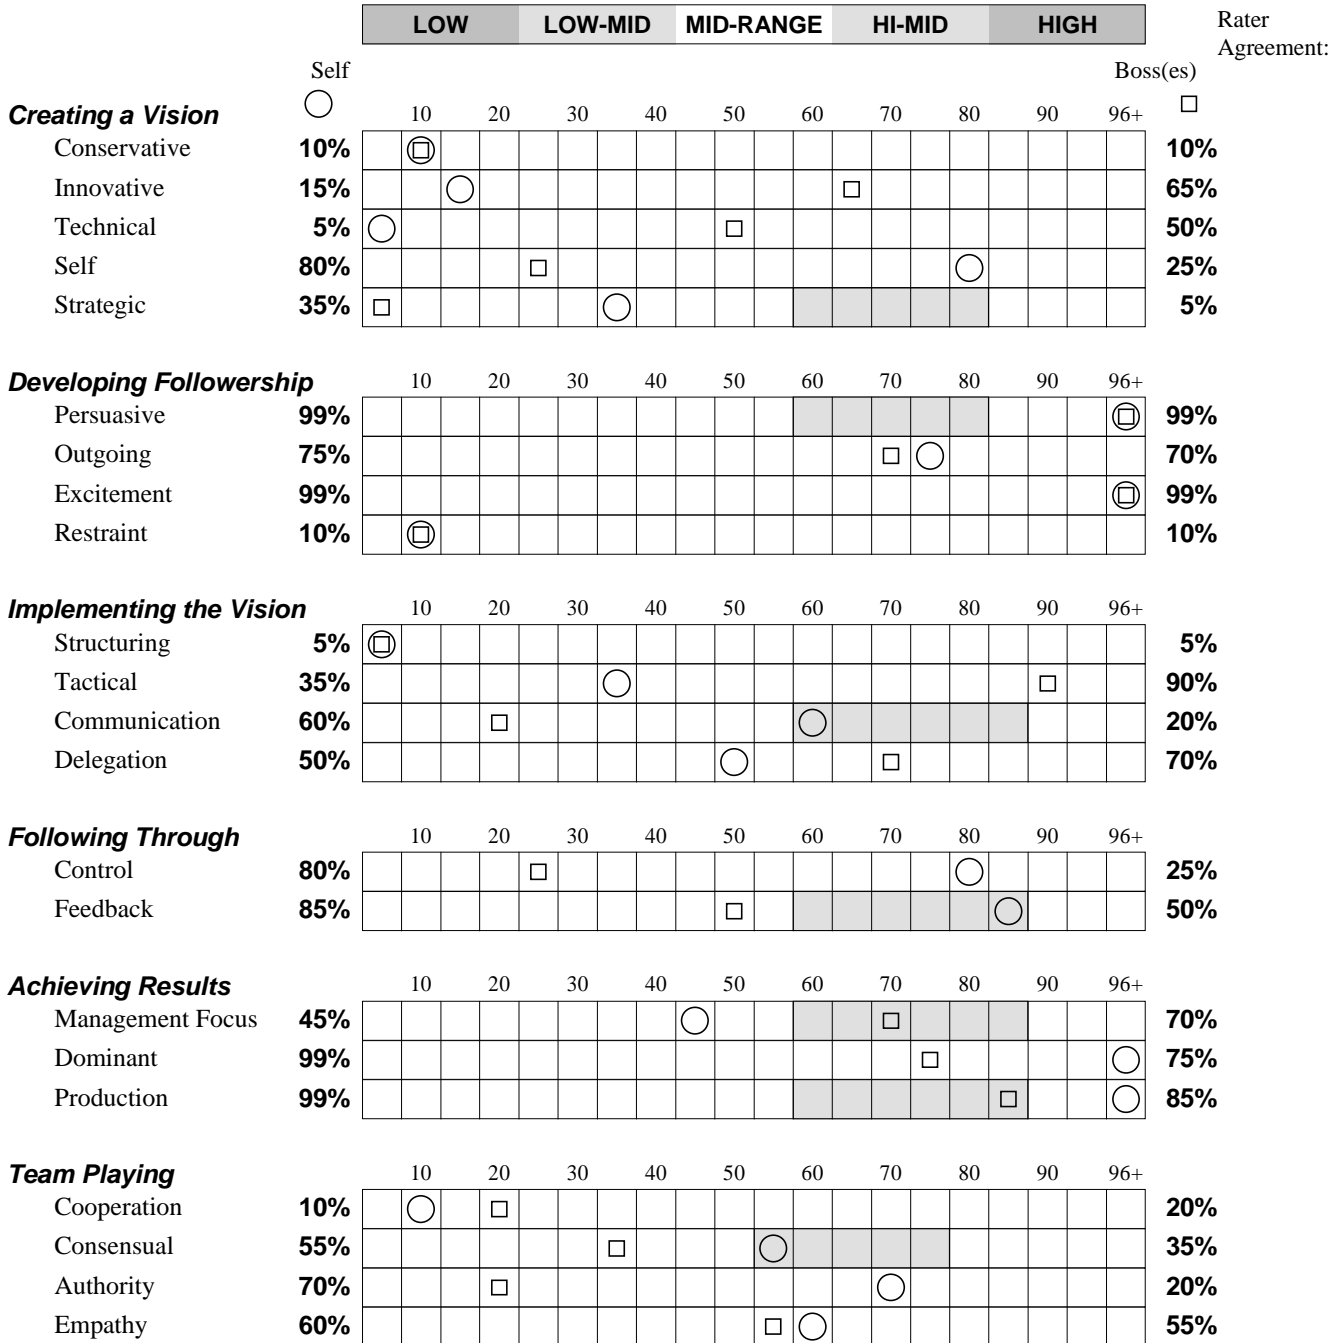 LOW LOW-MID MID-RANGE HI-MID HIGH Rater
Agreement:
Self Boss(es)
Creating a Vision 10 20 30 40 50 60 70 80 90 96+
Conservative 10% 10%
Innovative 15% 65%
Technical 5% 50%
Self 80% 25%
Strategic 35% 5%
Developing Followership 10 20 30 40 50 60 70 80 90 96+
Persuasive 99% 99%
Outgoing 75% 70%
Excitement 99% 99%
Restraint 10% 10%
Implementing the Vision 10 20 30 40 50 60 70 80 90 96+
Structuring 5% 5%
Tactical 35% 90%
Communication 60% 20%
Delegation 50% 70%
Following Through 10 20 30 40 50 60 70 80 90 96+
Control 80% 25%
Feedback 85% 50%
Achieving Results 10 20 30 40 50 60 70 80 90 96+
Management Focus 45% 70%
Dominant 99% 75%
Production 99% 85%
Team Playing 10 20 30 40 50 60 70 80 90 96+
Cooperation 10% 20%
Consensual 55% 35%
Authority 70% 20%
Empathy 60% 55%